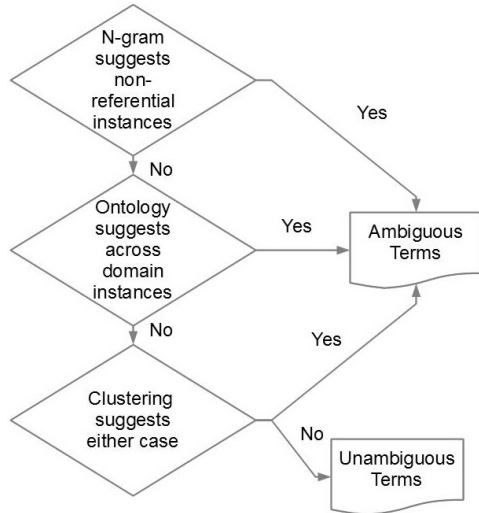 N-gram
suggests
non-
referential
instances
Yes
No
Ontology
suggests
across
domain
instances
Yes
Ambiguous
Terms
No
Yes
Clustering
suggests
either case
No
Unambiguous
Terms